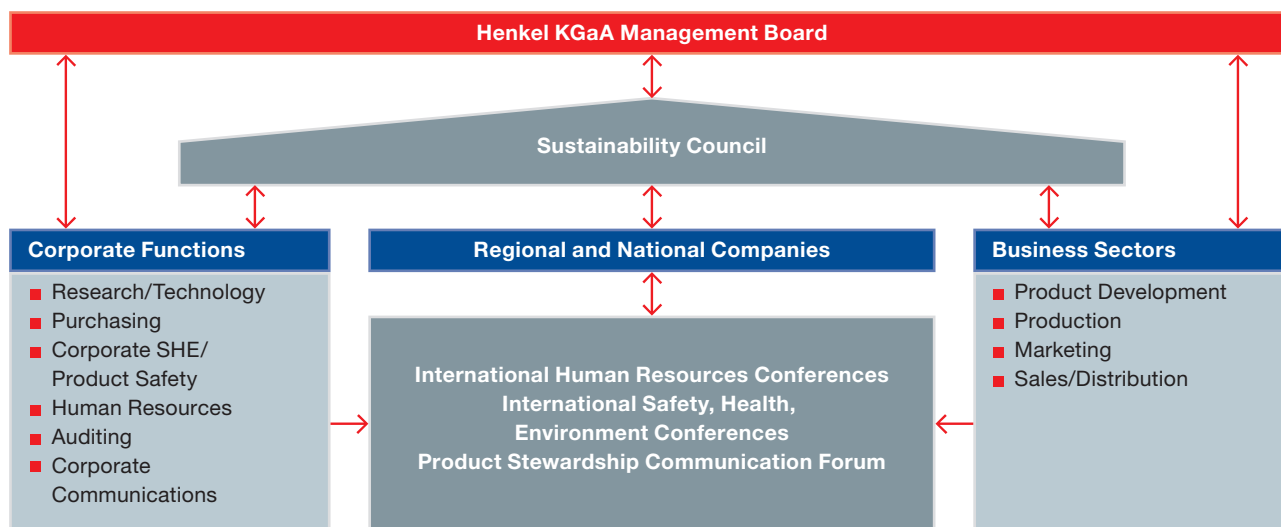 Henkel KGaA Management Board
Sustainability Council
Corporate Functions
Research/Technology
Purchasing
Corporate SHE/
Product Safety
Human Resources
Auditing
Corporate
Communications
Regional and National Companies
International Human Resources Conferences
International Safety, Health,
Environment Conferences
Product Stewardship Communication Forum
Business Sectors
Product Development
Production
Marketing
Sales/Distribution